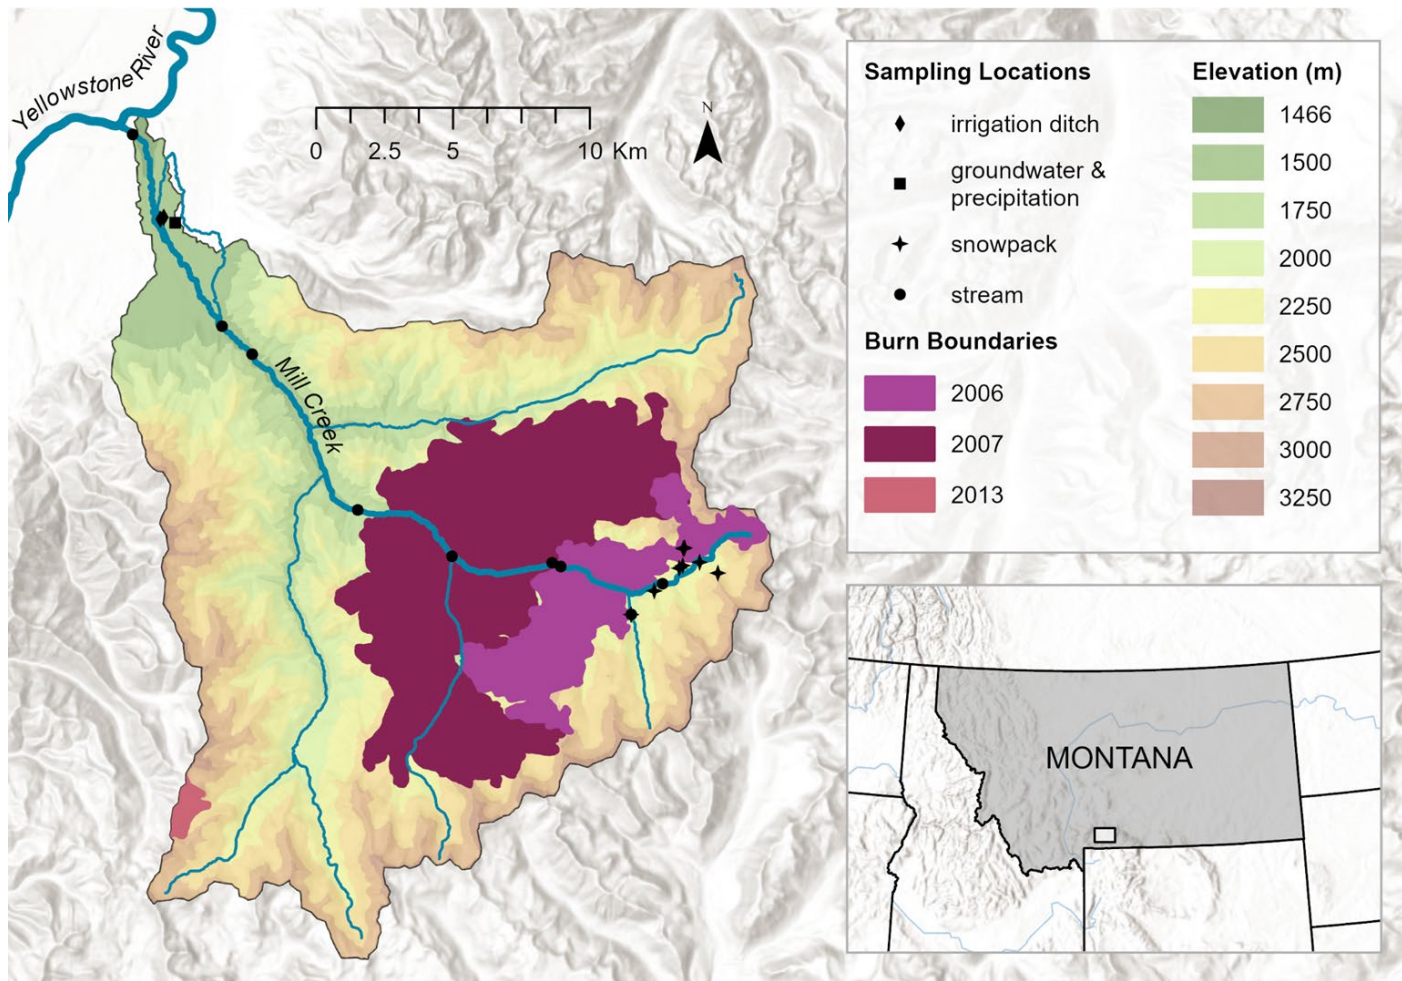 Yellowstone River
N
0 2.5 5 10 Km
Mill Creek
Sampling Locations
irrigation ditch
groundwater &
precipitation
snowpack
stream
Burn Boundaries
2006
2007
2013
Elevation (m)
1466
1500
1750
2000
2250
2500
2750
3000
3250
MONTANA